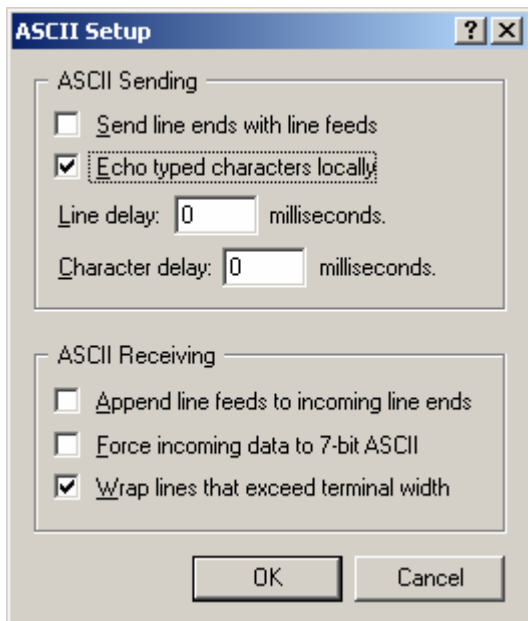 ASCII Setup
ASCII Sending
Send line ends with line feeds
Echo typed characters locally
Line delay: 0 milliseconds.
Character delay: 0 milliseconds.
ASCII Receiving
Append line feeds to incoming line ends
Force incoming data to 7-bit ASCII
Wrap lines that exceed terminal width
OK Cancel